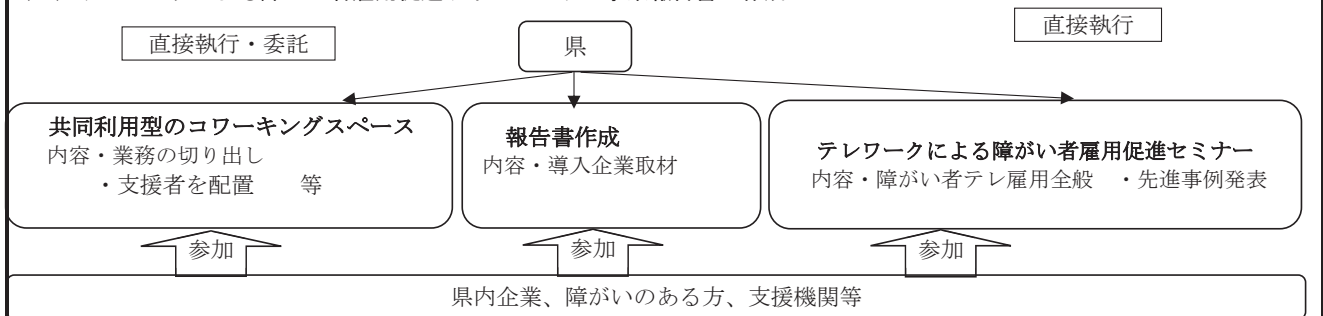 直接執行・委託
県
直接執行
共同利用型のコワーキングスペース
内容・業務の切り出し
・支援者を配置　等
報告書作成
内容・導入企業取材
テレワークによる障がい者雇用促進セミナー
内容・障がい者テレ雇用全般　・先進事例発表
参加
参加
参加
県内企業、障がいのある方、支援機関等